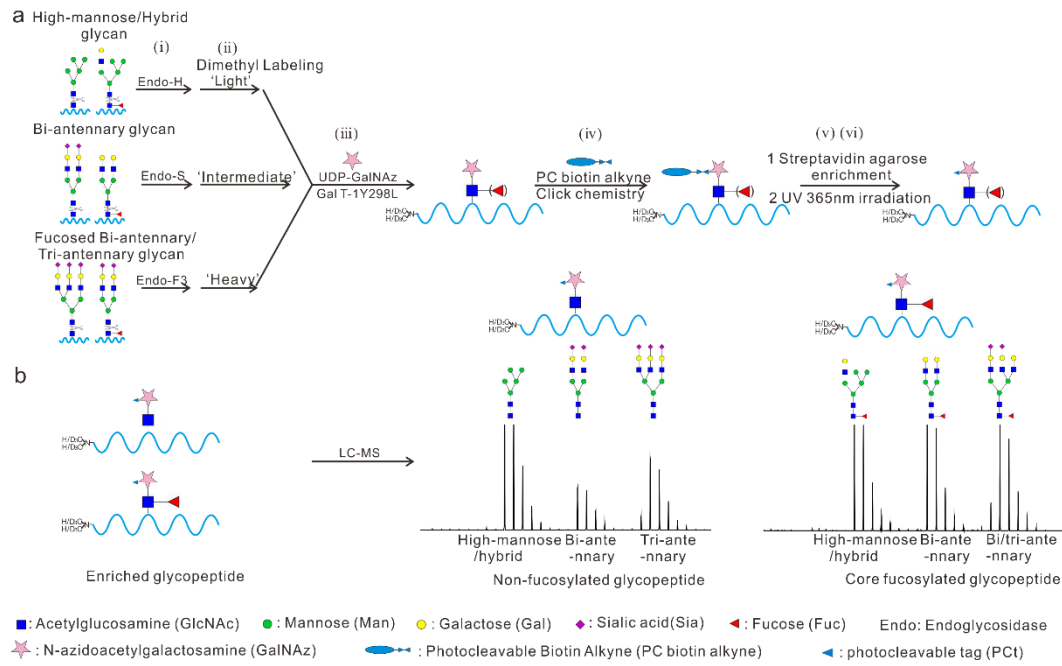 a
High-mannose/Hybrid
glycan
(i)
(ii)
Endo-H
Dimethyl Labeling
'Light'
Bi-antennary glycan
Endo-S
'Intermediate'
Fucosed Bi-antennary/
Tri-antennary glycan
Endo-F3
'Heavy'
(iii)
UDP-GalNAz
Gal T-1Y298L
(iv)
PC biotin alkyne
Click chemistry
(v) (vi)
1 Streptavidin agarose
enrichment
2 UV 365nm irradiation
b
LC-MS
Enriched glycopeptide
High-mannose
/hybrid
Bi-ante
-nnary
Tri-ante
-nnary
Non-fucosylated glycopeptide
High-mannose
/hybrid
Bi-ante
-nnary
Bi/tri-ante
-nnary
Core fucosylated glycopeptide
: Acetylglucosamine (GlcNAc)
: Mannose (Man)
: Galactose (Gal)
: Sialic acid(Sia)
: Fucose (Fuc)
Endo: Endoglycosidase
: N-azidoacetylgalactosamine (GalNAz)
: Photocleavable Biotin Alkyne (PC biotin alkyne)
: photocleavable tag (PCt)